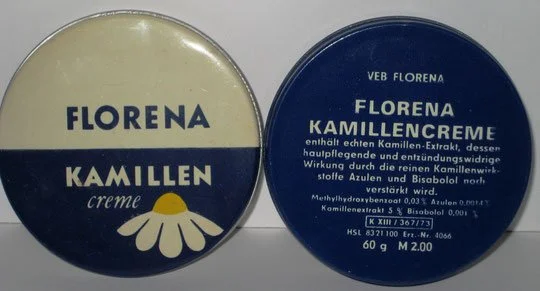 FLORENA
KAMILLEN
creme
VEB FLORENA
FLORENA
KAMILLENCREME
enthält echten Kamillen-Extrakt, dessen
hautpflegende und entzündungswidrige
Wirkung durch die reinen Kamillenwirk-
stoffe Azulen und Bisabolol noch
verstärkt wird.
Methylhydroxybenzoat 0,03 % Azulen 0,0014 %
Kamillenextrakt 5 % Bisabolol 0,001 %
K XIII/367/73
HSL 8321100 Erz.-Nr. 4066
60 g M 2.00